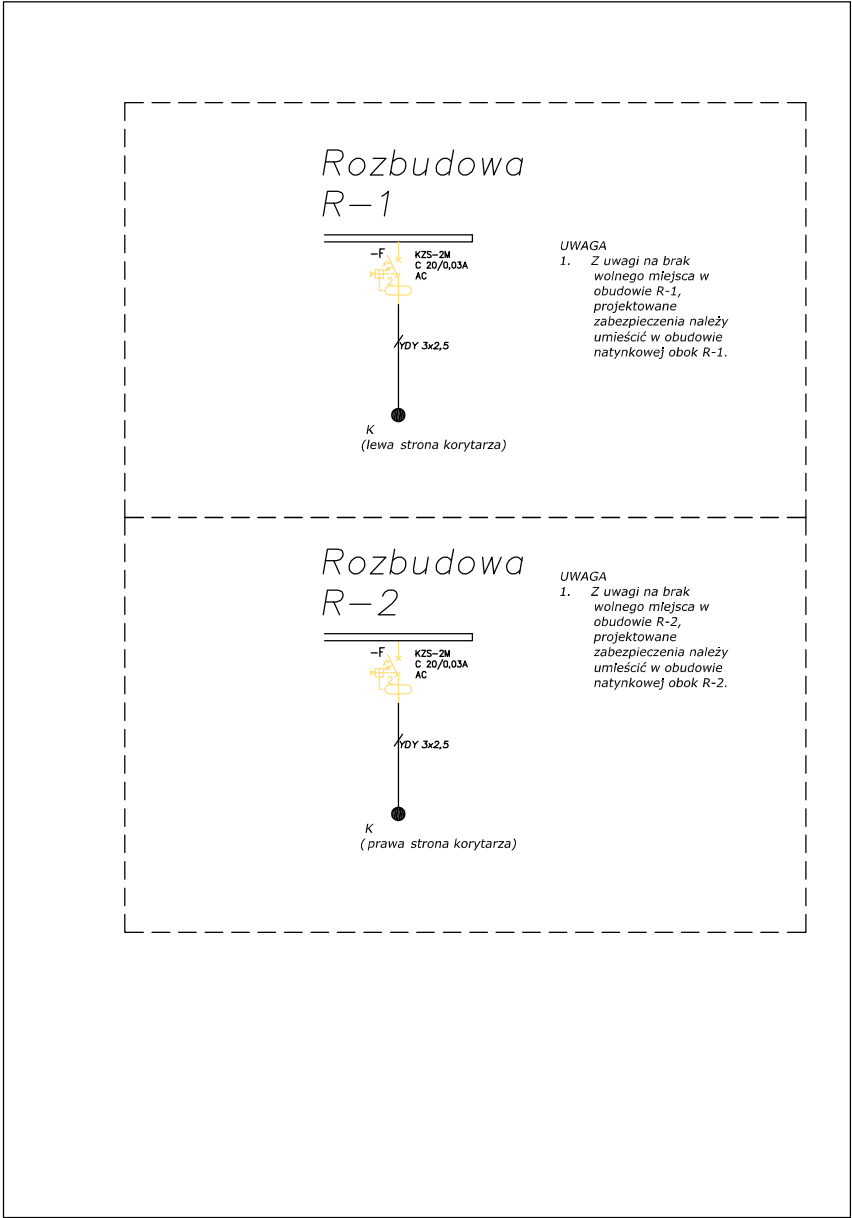 Rozbudowa
R-1
-F
KZS-2M
C 20/0,03A
AC
2
YDY 3x2,5
K
(lewa strona korytarza)
UWAGA
1. Z uwagi na brak
wolnego miejsca w
obudowie R-1,
projektowane
zabezpieczenia należy
umieścić w obudowie
natynkowej obok R-1.
Rozbudowa
R-2
-F
KZS-2M
C 20/0,03A
AC
2
YDY 3x2,5
K
(prawa strona korytarza)
UWAGA
1. Z uwagi na brak
wolnego miejsca w
obudowie R-2,
projektowane
zabezpieczenia należy
umieścić w obudowie
natynkowej obok R-2.